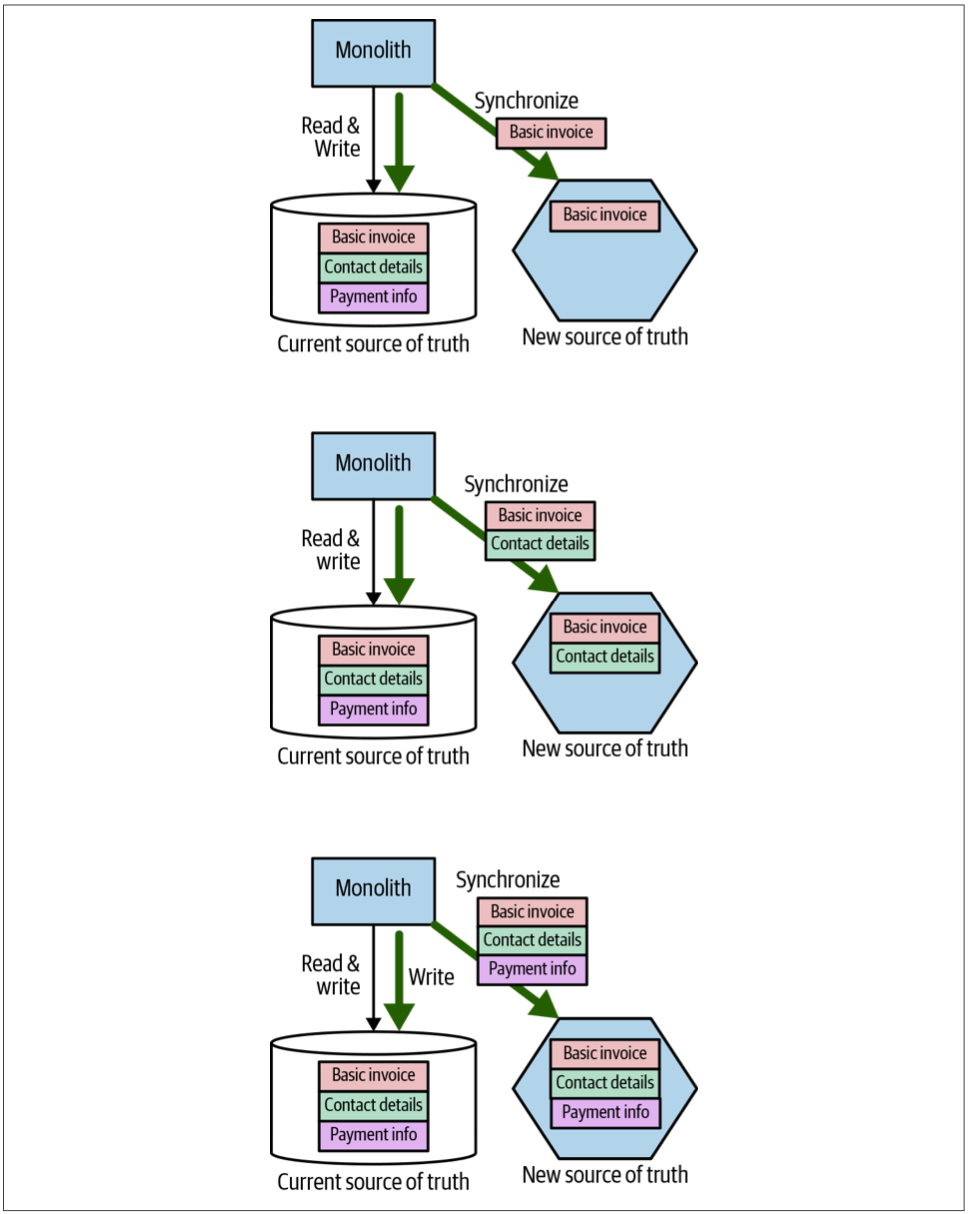 Monolith
Synchronize
Basic invoice
Read &
Write
Basic invoice
Basic invoice
Contact details
Payment info
Current source of truth
New source of truth
Monolith
Synchronize
Basic invoice
Contact details
Read &
write
Basic invoice
Contact details
Basic invoice
Contact details
Payment info
Current source of truth
New source of truth
Monolith
Synchronize
Basic invoice
Contact details
Payment info
Read &
write
Write
Basic invoice
Contact details
Payment info
Basic invoice
Contact details
Payment info
Current source of truth
New source of truth